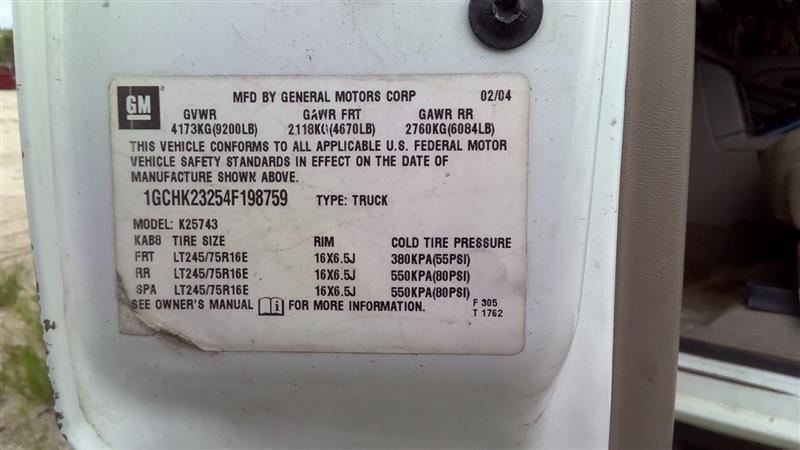 GM
MFD BY GENERAL MOTORS CORP 02/04
GVWR GAWR FRT GAWR RR
4173KG(9200LB) 2118KG(4670LB) 2760KG(6084LB)
THIS VEHICLE CONFORMS TO ALL APPLICABLE U.S. FEDERAL MOTOR
VEHICLE SAFETY STANDARDS IN EFFECT ON THE DATE OF
MANUFACTURE SHOWN ABOVE.
1GCHK23254F198759 TYPE: TRUCK
MODEL: K25743
KAB8 TIRE SIZE RIM COLD TIRE PRESSURE
FRT LT245/75R16E 16X6.5J 380KPA(55PSI)
RR LT245/75R16E 16X6.5J 550KPA(80PSI)
SPA LT245/75R16E 16X6.5J 550KPA(80PSI)
SEE OWNER'S MANUAL FOR MORE INFORMATION.
F 305
T 1762